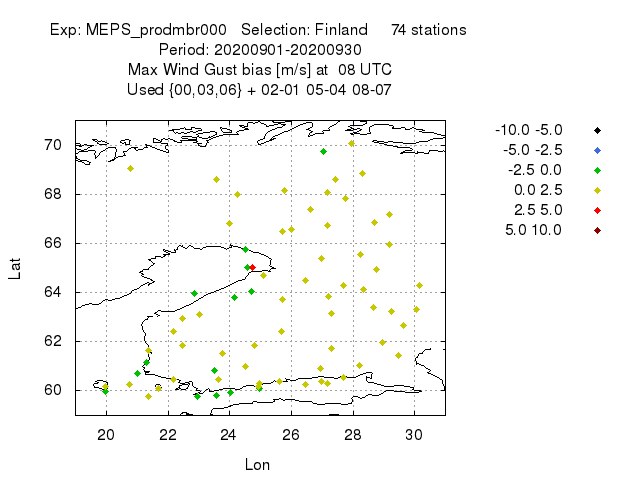 Exp: MEPS_prodmbr000 Selection: Finland 74 stations
Period: 20200901-20200930
Max Wind Gust bias [m/s] at 08 UTC
Used {00,03,06} + 02-01 05-04 08-07
-10.0 -5.0
-5.0 -2.5
-2.5 0.0
0.0 2.5
2.5 5.0
5.0 10.0
Lat
70
68
66
64
62
60
20 22 24 26 28 30
Lon